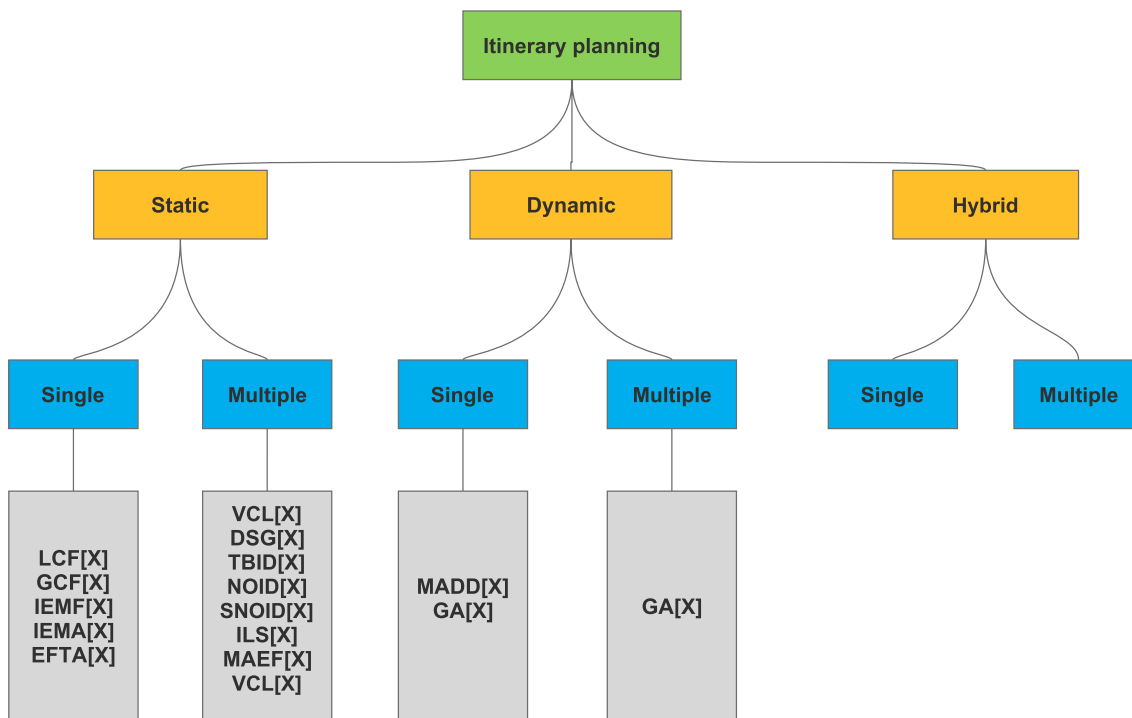 Itinerary planning
Static
Dynamic
Hybrid
Single
Multiple
Single
Multiple
Single
Multiple
LCF[X]
GCF[X]
IEMF[X]
IEMA[X]
EFTA[X]
VCL[X]
DSG[X]
TBID[X]
NOID[X]
SNOID[X]
ILS[X]
MAEF[X]
VCL[X]
MADD[X]
GA[X]
GA[X]